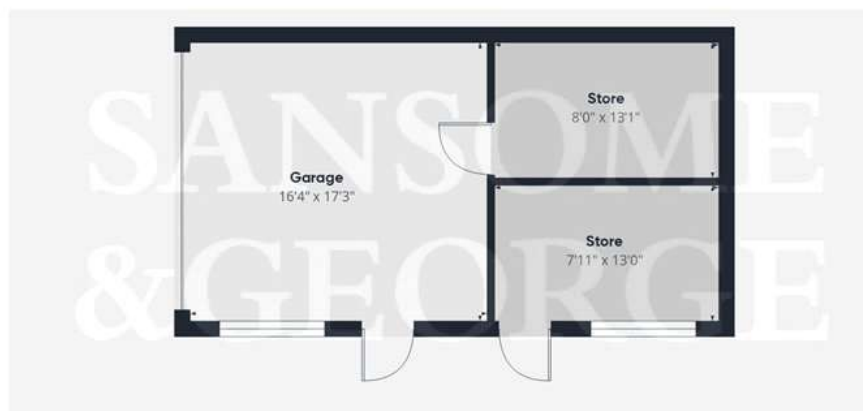 SANSOME
&GEORGE
Store
8'0" x 13'1"
Garage
16'4" x 17'3"
Store
7'11" x 13'0"